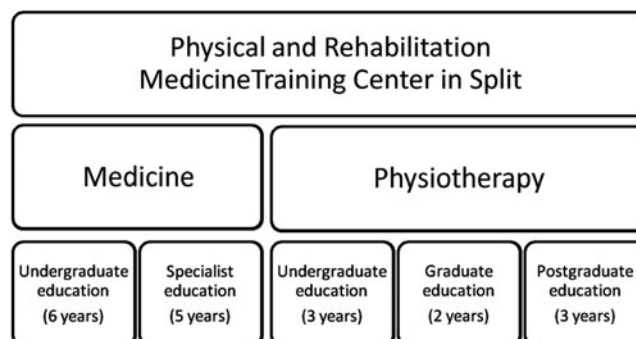 Physical and Rehabilitation
MedicineTraining Center in Split
Medicine
Physiotherapy
Undergraduate
education
(6 years)
Specialist
education
(5 years)
Undergraduate
education
(3 years)
Graduate
education
(2 years)
Postgraduate
education
(3 years)